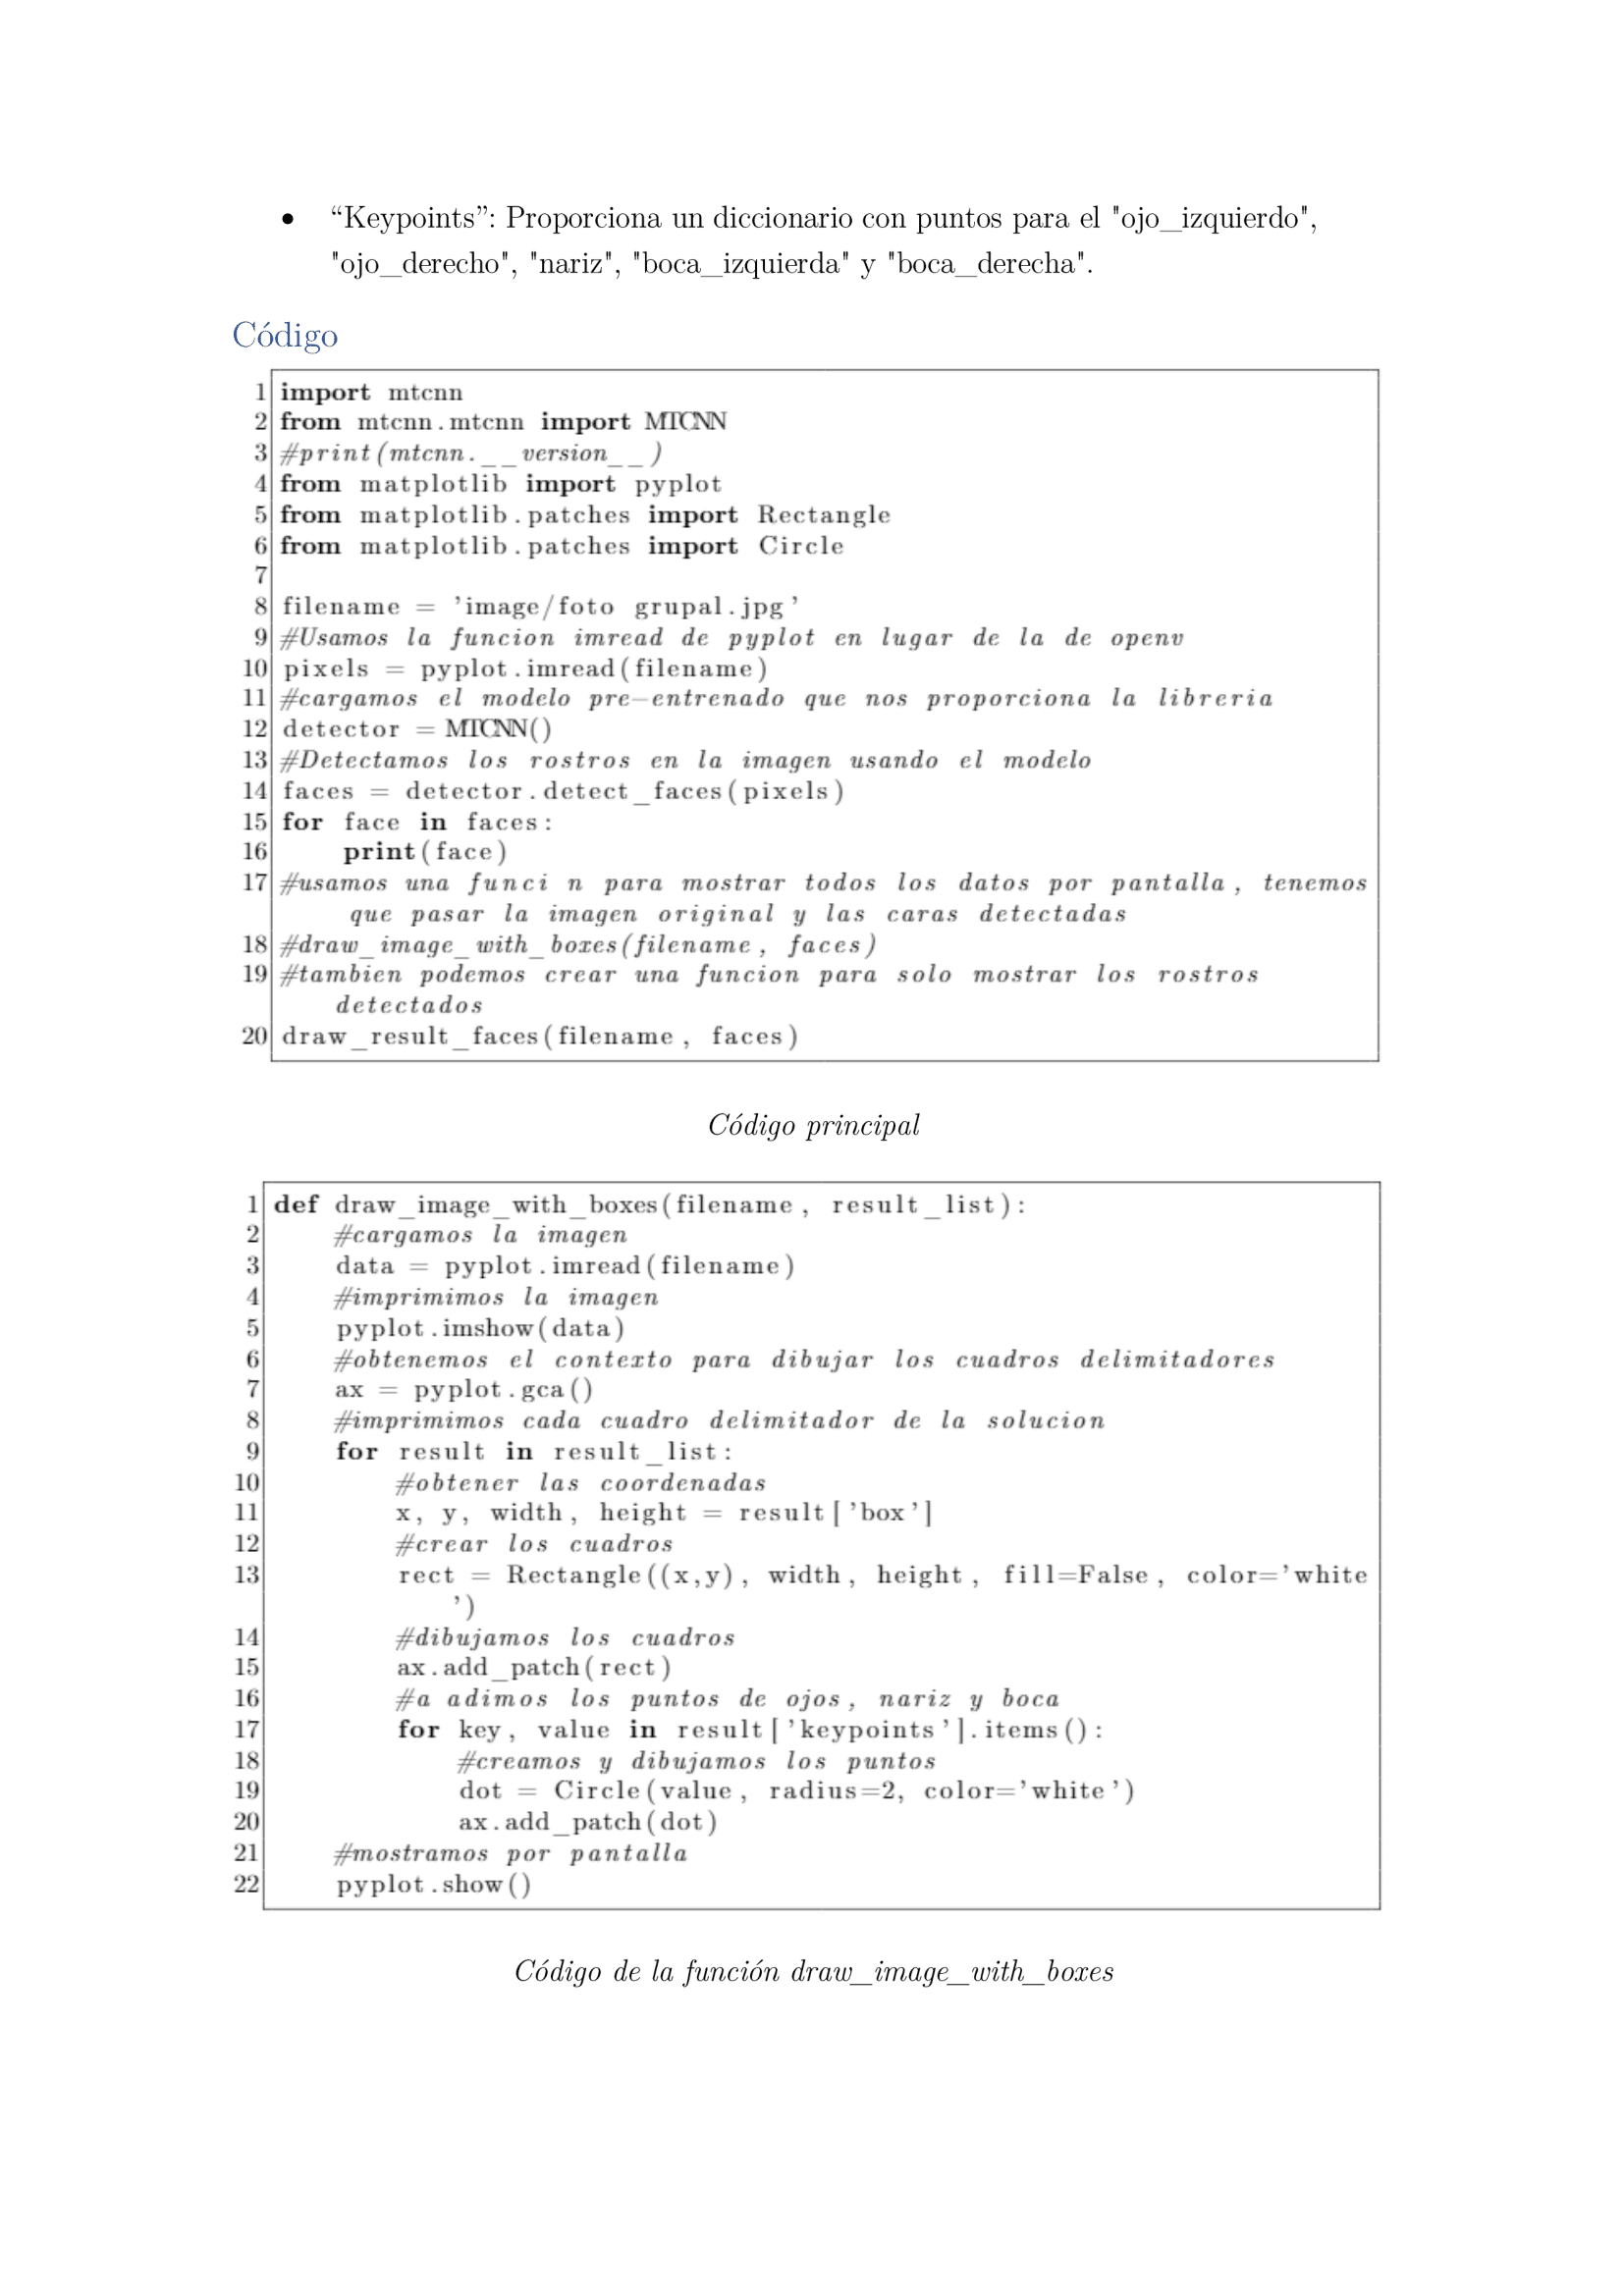 • “Keypoints”: Proporciona un diccionario con puntos para el "ojo_izquierdo",
"ojo_derecho", "nariz", "boca_izquierda" y "boca_derecha".
Código
1 import mtcnn
2 from mtcnn.mtcnn import MTCNN
3 #print(mtcnn.__version__)
4 from matplotlib import pyplot
5 from matplotlib.patches import Rectangle
6 from matplotlib.patches import Circle
7
8 filename = 'image/foto grupal.jpg'
9 #Usamos la funcion imread de pyplot en lugar de la de openv
10 pixels = pyplot.imread(filename)
11 #cargamos el modelo pre-entrenado que nos proporciona la libreria
12 detector = MTCNN()
13 #Detectamos los rostros en la imagen usando el modelo
14 faces = detector.detect_faces(pixels)
15 for face in faces:
16     print(face)
17 #usamos una funci n para mostrar todos los datos por pantalla, tenemos
que pasar la imagen original y las caras detectadas
18 #draw_image_with_boxes(filename, faces)
19 #tambien podemos crear una funcion para solo mostrar los rostros
detectados
20 draw_result_faces(filename, faces)
Código principal
1 def draw_image_with_boxes(filename, result_list):
2     #cargamos la imagen
3     data = pyplot.imread(filename)
4     #imprimimos la imagen
5     pyplot.imshow(data)
6     #obtenemos el contexto para dibujar los cuadros delimitadores
7     ax = pyplot.gca()
8     #imprimimos cada cuadro delimitador de la solucion
9     for result in result_list:
10         #obtener las coordenadas
11         x, y, width, height = result['box']
12         #crear los cuadros
13         rect = Rectangle((x,y), width, height, fill=False, color='white
')
14         #dibujamos los cuadros
15         ax.add_patch(rect)
16         #a adimos los puntos de ojos, nariz y boca
17         for key, value in result['keypoints'].items():
18             #creamos y dibujamos los puntos
19             dot = Circle(value, radius=2, color='white')
20             ax.add_patch(dot)
21     #mostramos por pantalla
22     pyplot.show()
Código de la función draw_image_with_boxes